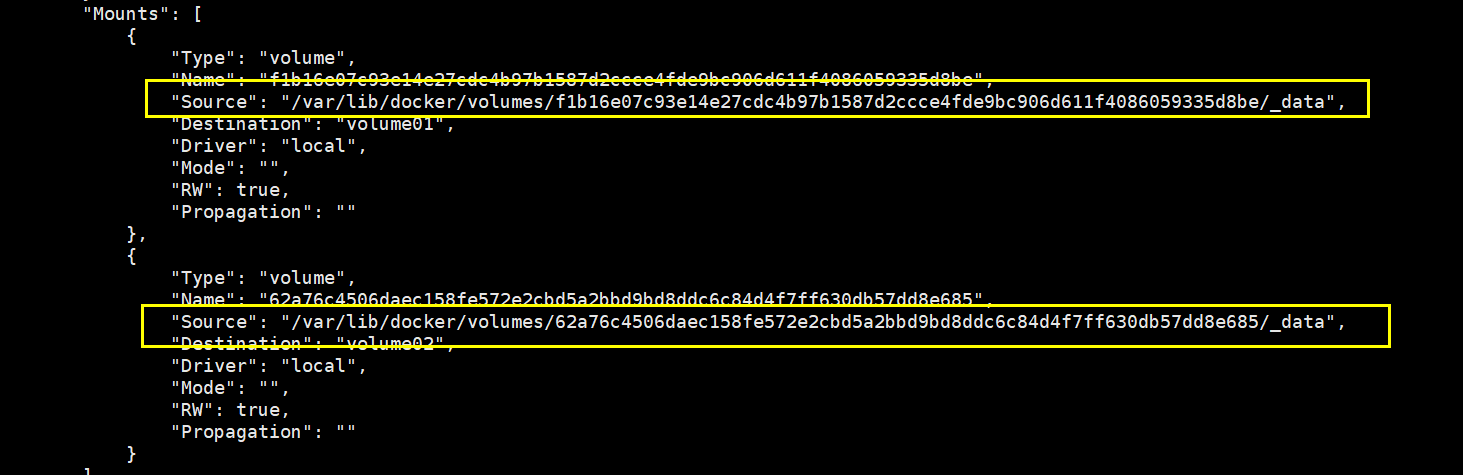 "Mounts": [
{
"Type": "volume",
"Name": "f1b16e07c93e14e27cdc4b97b1587d2ccce4fde9bc906d611f4086059335d8be",
"Source": "/var/lib/docker/volumes/f1b16e07c93e14e27cdc4b97b1587d2ccce4fde9bc906d611f4086059335d8be/_data",
"Destination": "volume01",
"Driver": "local",
"Mode": "",
"RW": true,
"Propagation": ""
},
{
"Type": "volume",
"Name": "62a76c4506daec158fe572e2cbd5a2bbd9bd8ddc6c84d4f7ff630db57dd8e685",
"Source": "/var/lib/docker/volumes/62a76c4506daec158fe572e2cbd5a2bbd9bd8ddc6c84d4f7ff630db57dd8e685/_data",
"Destination": "volume02",
"Driver": "local",
"Mode": "",
"RW": true,
"Propagation": ""
}